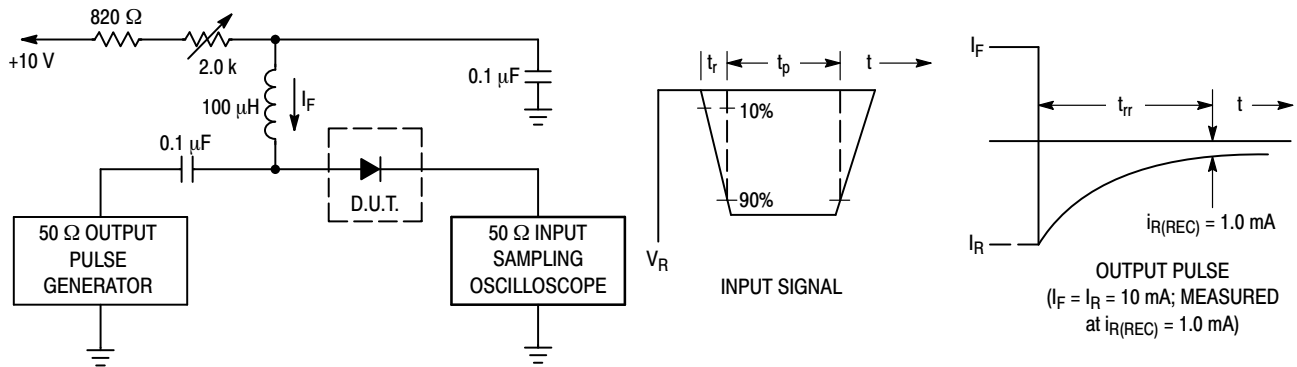 820 Ω
+10 V
2.0 k
0.1 µF
100 µH
I_F
0.1 µF
D.U.T.
50 Ω OUTPUT
PULSE
GENERATOR
50 Ω INPUT
SAMPLING
OSCILLOSCOPE
t_r
t_p
t
10%
90%
V_R
INPUT SIGNAL
I_F
t_rr
t
i_R(REC) = 1.0 mA
I_R
OUTPUT PULSE
(I_F = I_R = 10 mA; MEASURED
at i_R(REC) = 1.0 mA)